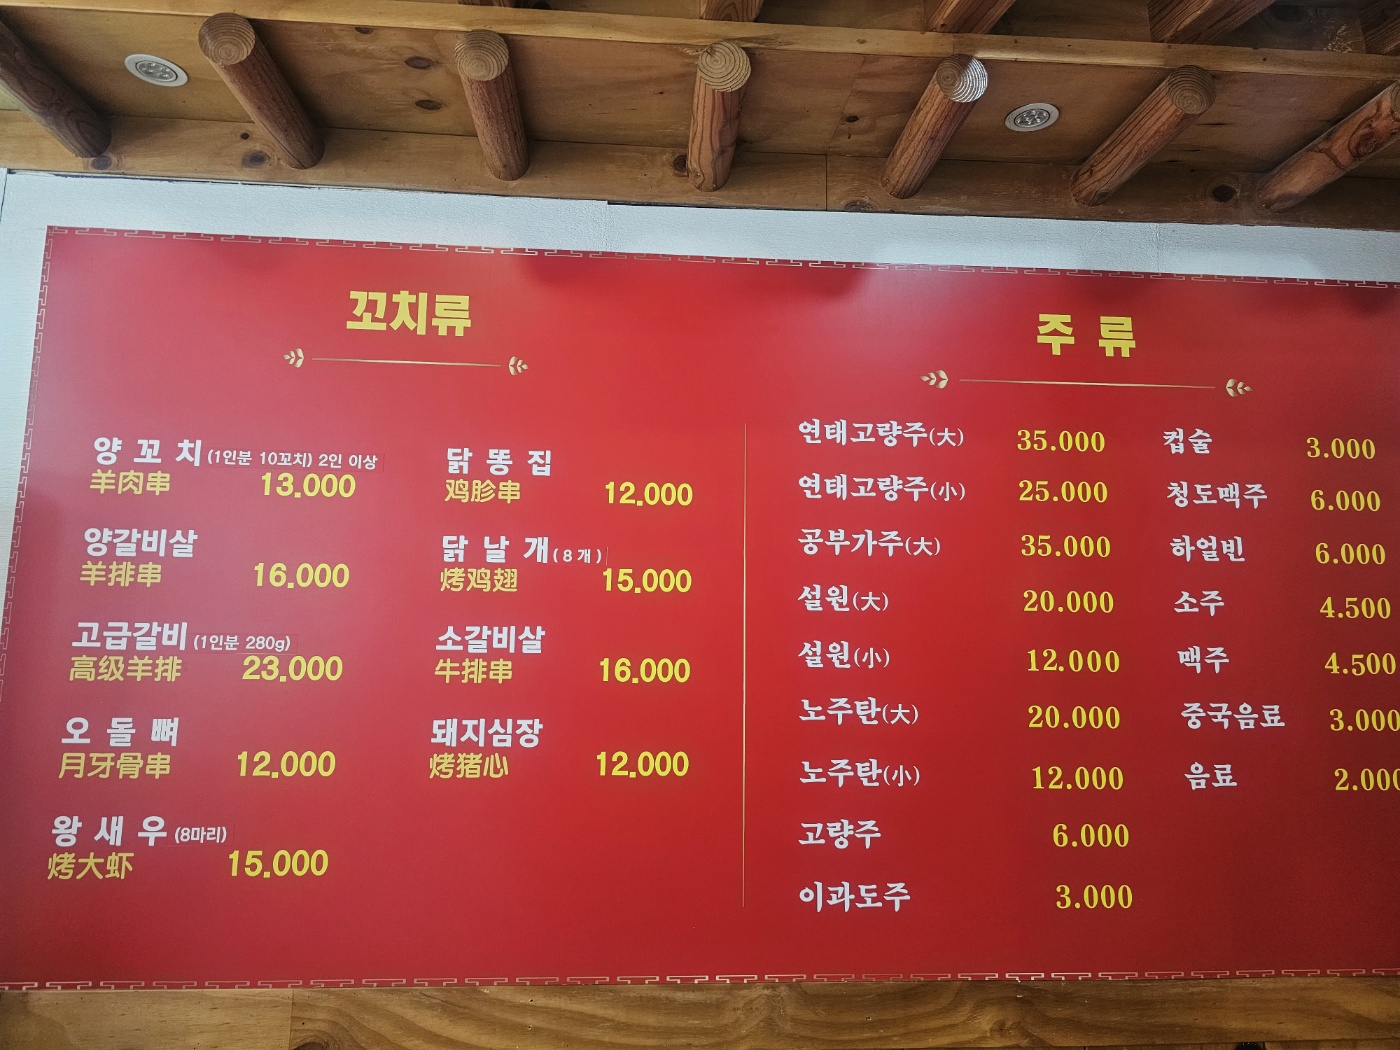 꼬치류
양 꼬 치 (1인분 10꼬치) 2인 이상
羊肉串 13.000
양갈비살
羊排串 16.000
고급갈비 (1인분 280g)
高级羊排 23.000
오 돌 뼈
月牙骨串 12.000
왕 새 우 (8마리)
烤大虾 15.000
닭 똥 집
鸡胗串 12.000
닭 날 개 (8개)
烤鸡翅 15.000
소갈비살
牛排串 16.000
돼지심장
烤猪心 12.000
주 류
연태고량주(大) 35.000
연태고량주(小) 25.000
공부가주(大) 35.000
설원(大) 20.000
설원(小) 12.000
노주탄(大) 20.000
노주탄(小) 12.000
고량주 6.000
이과도주 3.000
컵술 3.000
청도맥주 6.000
하얼빈 6.000
소주 4.500
맥주 4.500
중국음료 3.000
음료 2.000